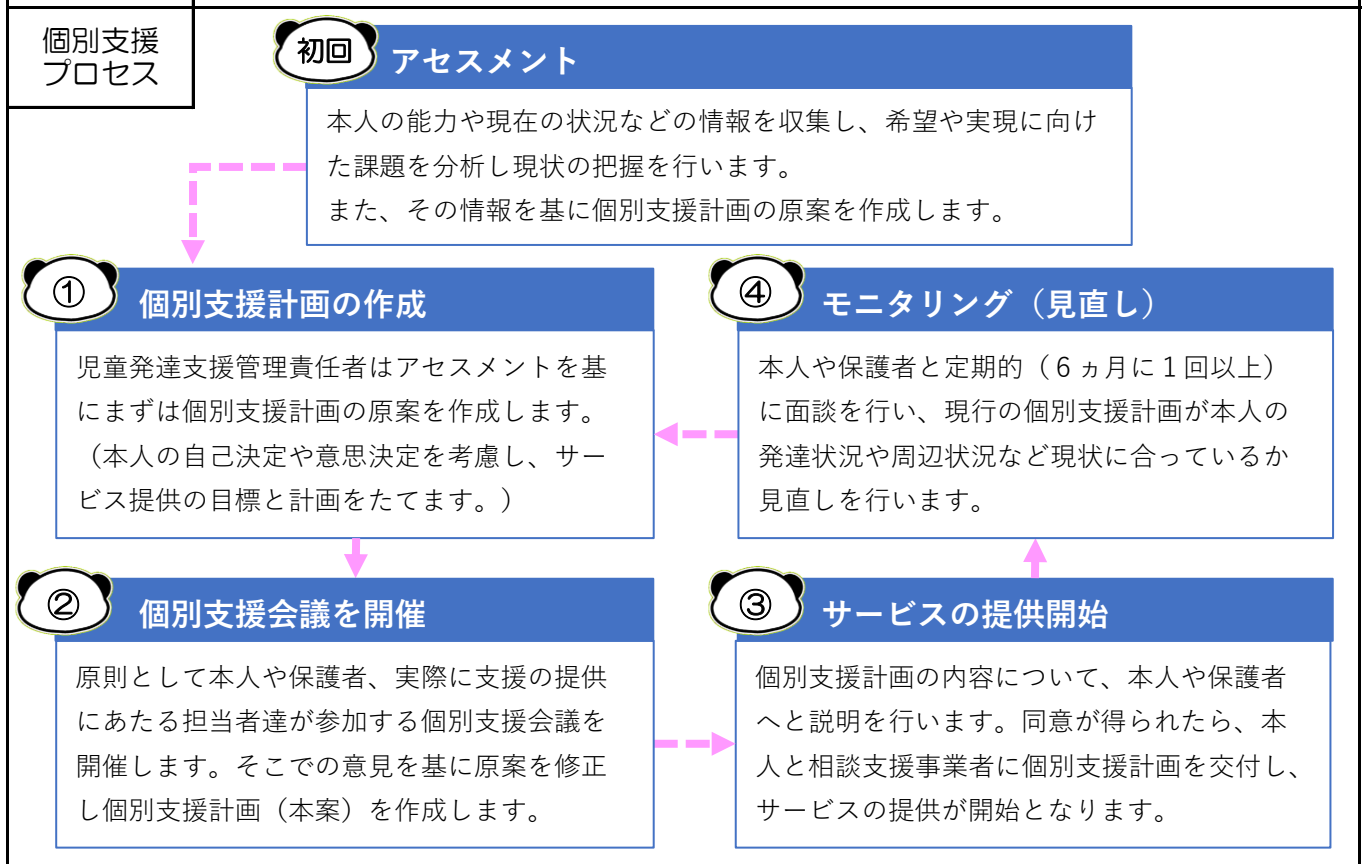 個別支援
プロセス
初回
アセスメント
本人の能力や現在の状況などの情報を収集し、希望や実現に向け
た課題を分析し現状の把握を行います。
また、その情報を基に個別支援計画の原案を作成します。
①
個別支援計画の作成
児童発達支援管理責任者はアセスメントを基
にまずは個別支援計画の原案を作成します。
（本人の自己決定や意思決定を考慮し、サー
ビス提供の目標と計画をたてます。）
②
個別支援会議を開催
原則として本人や保護者、実際に支援の提供
にあたる担当者達が参加する個別支援会議を
開催します。そこでの意見を基に原案を修正
し個別支援計画（本案）を作成します。
③
サービスの提供開始
個別支援計画の内容について、本人や保護者
へと説明を行います。同意が得られたら、本
人と相談支援事業者に個別支援計画を交付し、
サービスの提供が開始となります。
④
モニタリング（見直し）
本人や保護者と定期的（６ヵ月に１回以上）
に面談を行い、現行の個別支援計画が本人の
発達状況や周辺状況など現状に合っているか
見直しを行います。